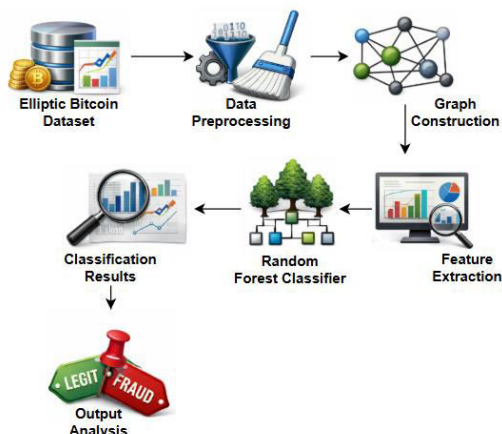 Elliptic Bitcoin
Dataset
Data
Preprocessing
Graph
Construction
Feature
Extraction
Random
Forest Classifier
Classification
Results
LEGIT
FRAUD
Output
Analysis